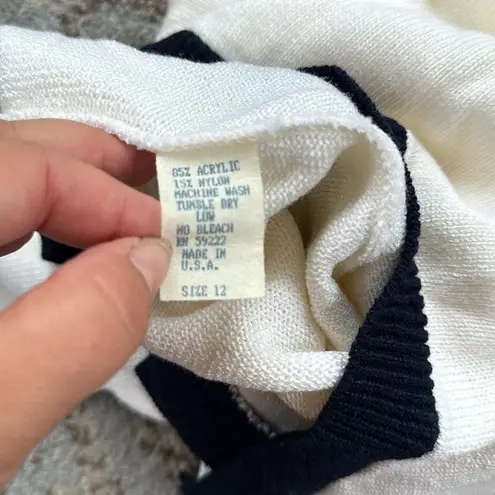 85% ACRYLIC
15% NYLON
MACHINE WASH
TUMBLE DRY
LOW
NO BLEACH
RN 59222
MADE IN
U.S.A.
SIZE 12